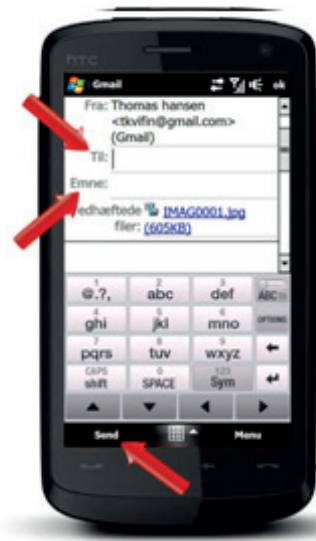 hTC
Gmail ok
Fra: Thomas hansen
<tkvifin@gmail.com>
(Gmail)
Til:
Emne:
edhæftede IMAG0001.jpg
filer: (605KB)
1 2 3
@.?, abc def ABC
4 5 6
ghi jkl mno OPTIONS
7 8 9
pqrs tuv wxyz
CAPS 0 123
shift SPACE Sym
Send Menu